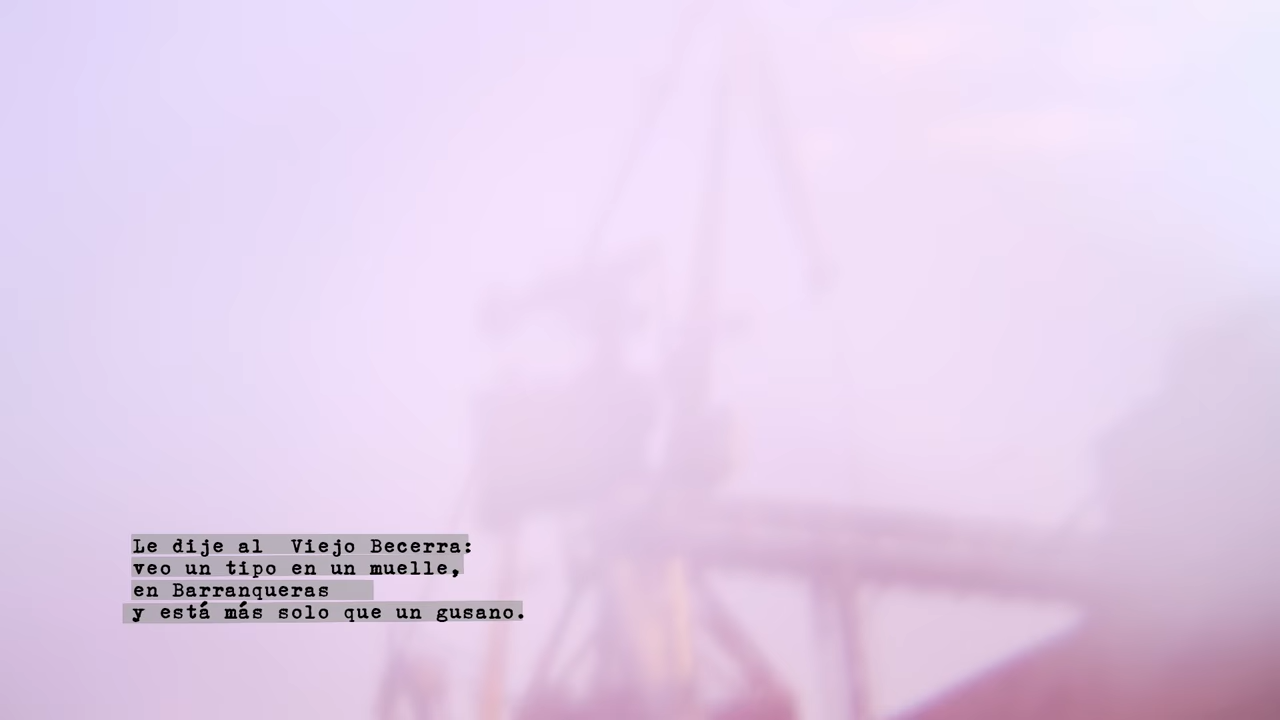 Le dije al  Viejo Becerra:
veo un tipo en un muelle,
en Barranqueras
y está más solo que un gusano.